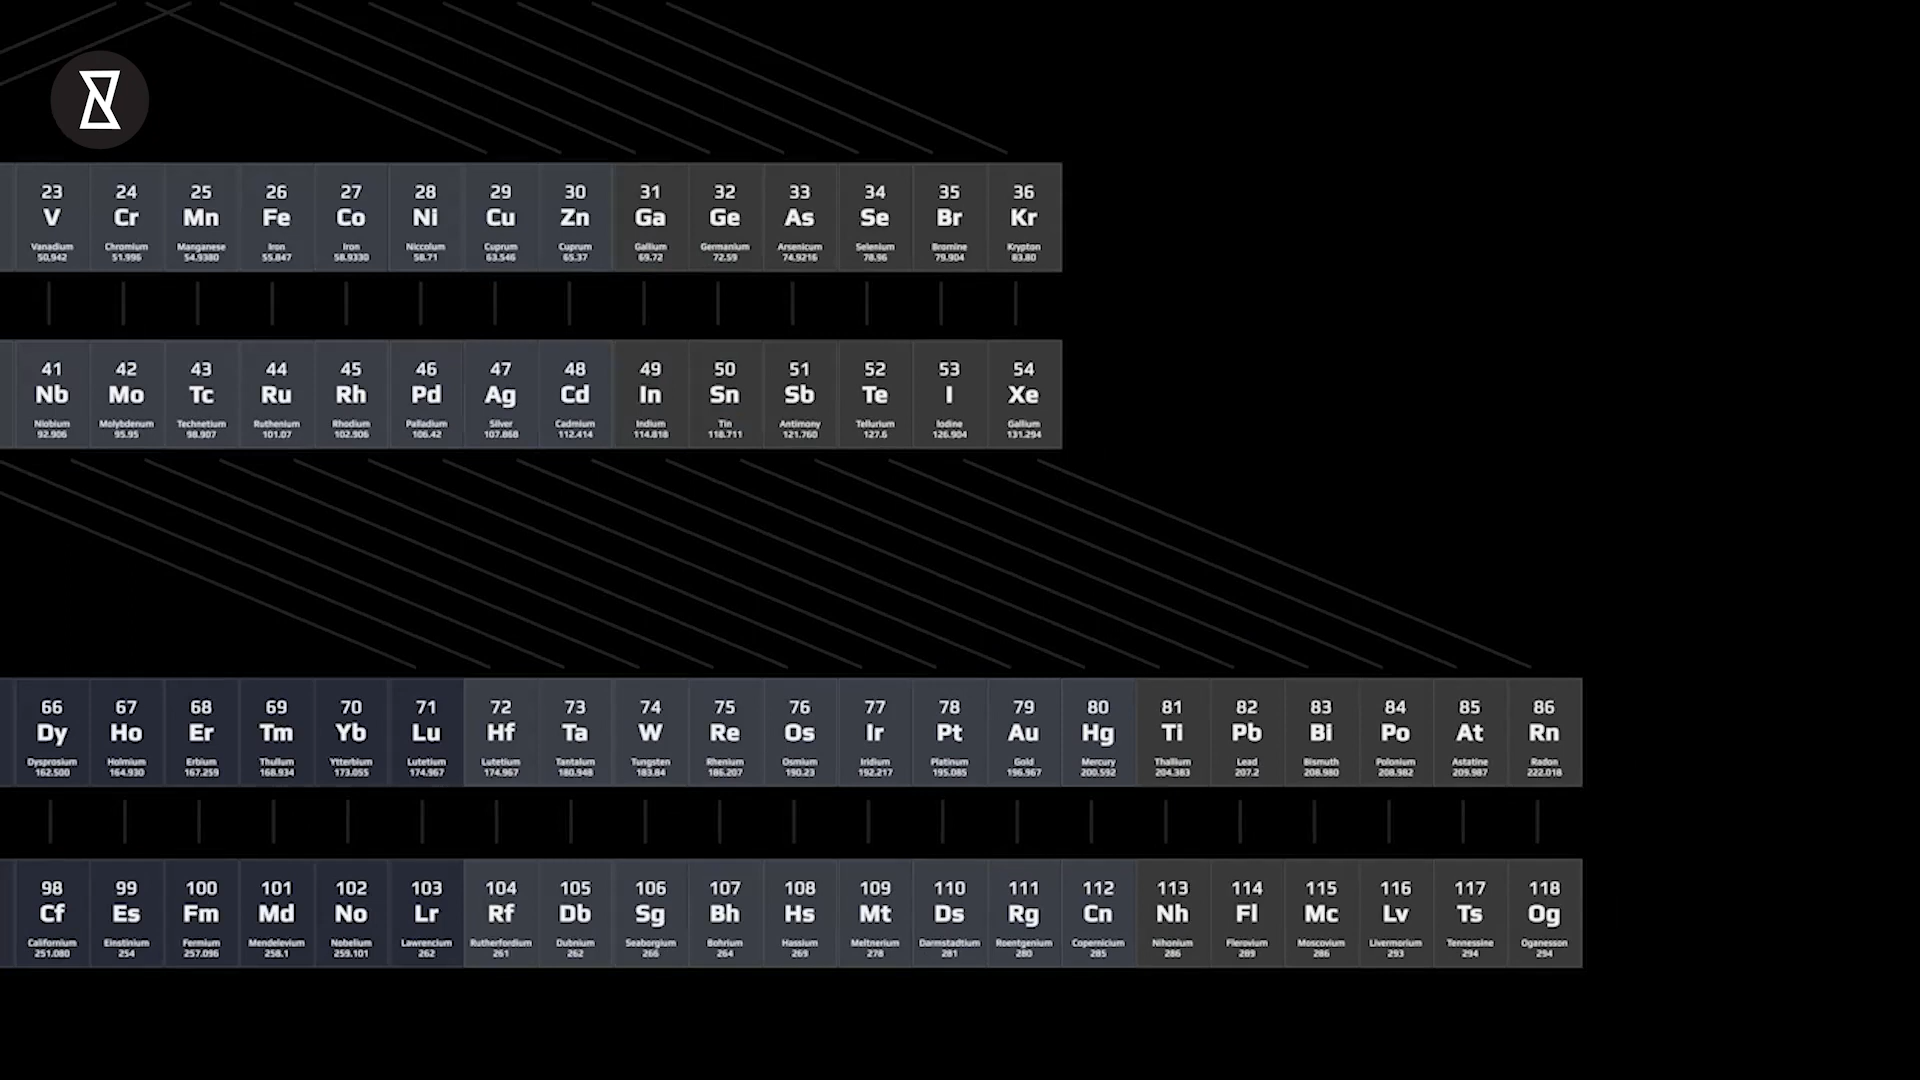 23 24 25 26 27 28 29 30 31 32 33 34 35 36
V Cr Mn Fe Co Ni Cu Zn Ga Ge As Se Br Kr
Vanadium Chromium Manganese Iron Iron Niccolum Cuprum Cuprum Gallium Germanium Arsenicum Selenium Bromine Krypton
50.942 51.996 54.9380 55.847 58.9330 58.71 63.546 65.37 69.72 72.59 74.9216 78.96 79.904 83.80
41 42 43 44 45 46 47 48 49 50 51 52 53 54
Nb Mo Tc Ru Rh Pd Ag Cd In Sn Sb Te I Xe
Niobium Molybdenum Technetium Ruthenium Rhodium Palladium Silver Cadmium Indium Tin Antimony Tellurium Iodine Gallium
92.906 95.95 98.907 101.07 102.906 106.42 107.868 112.414 114.818 118.711 121.760 127.6 126.904 131.294
66 67 68 69 70 71 72 73 74 75 76 77 78 79 80 81 82 83 84 85 86
Dy Ho Er Tm Yb Lu Hf Ta W Re Os Ir Pt Au Hg Ti Pb Bi Po At Rn
Dysprosium Holmium Erbium Thulium Ytterbium Lutetium Lutetium Tantalum Tungsten Rhenium Osmium Iridium Platinum Gold Mercury Thallium Lead Bismuth Polonium Astatine Radon
162.500 164.930 167.259 168.934 173.055 174.967 174.967 180.948 183.84 186.207 190.23 192.217 195.085 196.967 200.592 204.383 207.2 208.980 208.982 209.987 222.018
98 99 100 101 102 103 104 105 106 107 108 109 110 111 112 113 114 115 116 117 118
Cf Es Fm Md No Lr Rf Db Sg Bh Hs Mt Ds Rg Cn Nh Fl Mc Lv Ts Og
Californium Einstinium Fermium Mendelevium Nobelium Lawrencium Rutherfordium Dubnium Seaborgium Bohrium Hassium Meitnerium Darmstadtium Roentgenium Copernicium Nihonium Flerovium Moscovium Livermorium Tennessine Oganesson
251.080 254 257.096 258.1 259.101 262 261 262 266 264 269 278 281 280 285 286 289 286 293 294 294